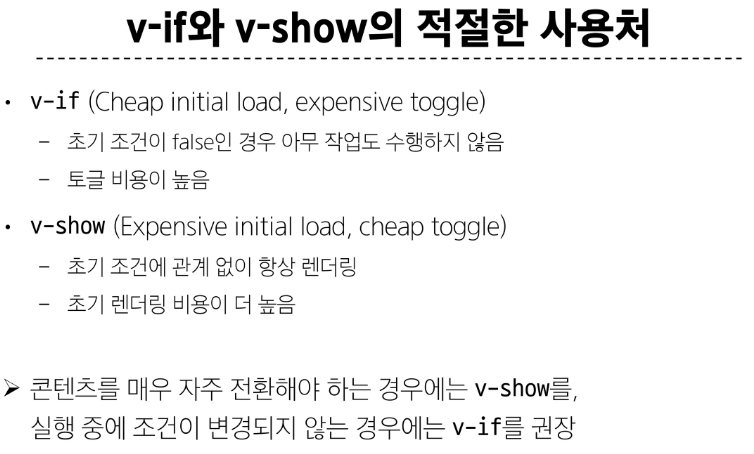 v-if와 v-show의 적절한 사용처
• v-if (Cheap initial load, expensive toggle)
– 초기 조건이 false인 경우 아무 작업도 수행하지 않음
– 토글 비용이 높음
• v-show (Expensive initial load, cheap toggle)
– 초기 조건에 관계 없이 항상 렌더링
– 초기 렌더링 비용이 더 높음
➢ 콘텐츠를 매우 자주 전환해야 하는 경우에는 v-show를,
실행 중에 조건이 변경되지 않는 경우에는 v-if를 권장